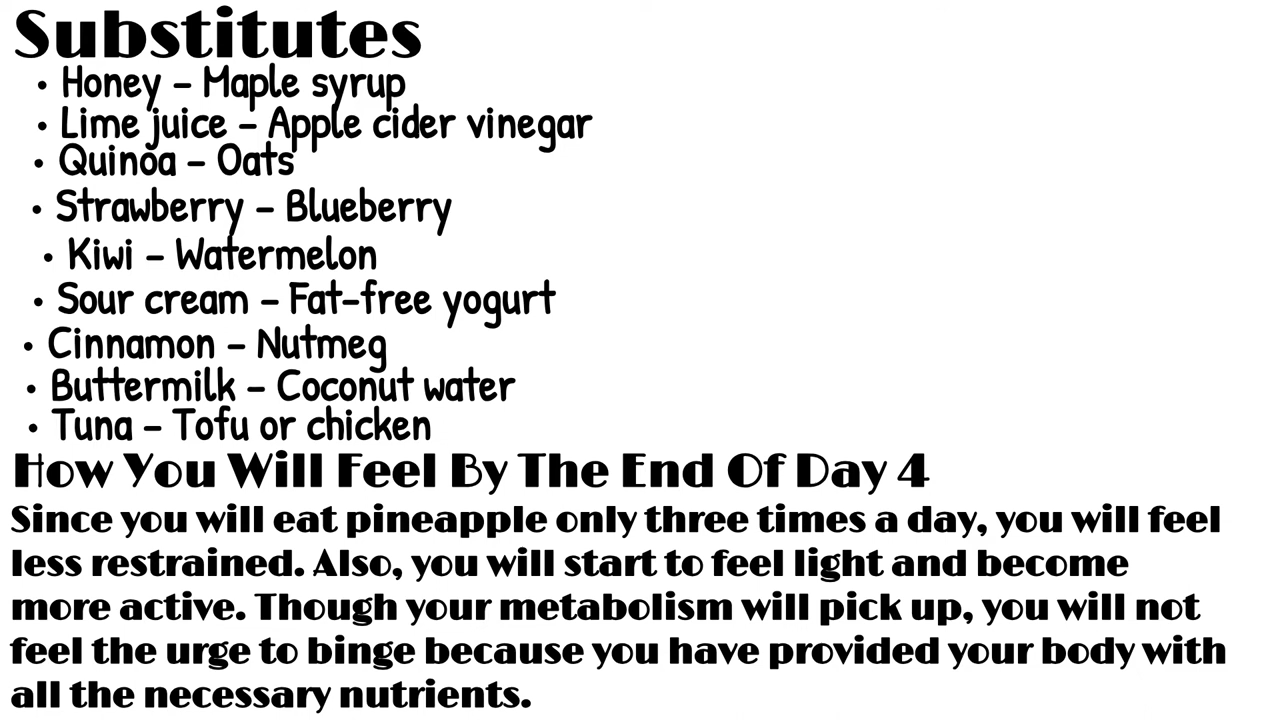 Substitutes
• Honey – Maple syrup
• Lime juice – Apple cider vinegar
• Quinoa – Oats
• Strawberry – Blueberry
• Kiwi – Watermelon
• Sour cream – Fat-free yogurt
• Cinnamon – Nutmeg
• Buttermilk – Coconut water
• Tuna – Tofu or chicken
How You Will Feel By The End Of Day 4
Since you will eat pineapple only three times a day, you will feel
less restrained. Also, you will start to feel light and become
more active. Though your metabolism will pick up, you will not
feel the urge to binge because you have provided your body with
all the necessary nutrients.